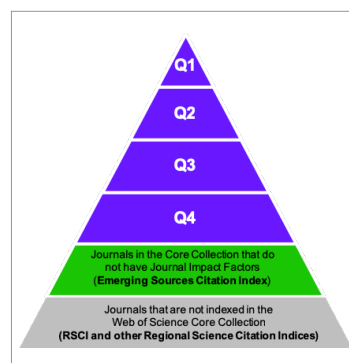 Q1
Q2
Q3
Q4
Journals in the Core Collection that do
not have Journal Impact Factors
(Emerging Sources Citation Index)
Journals that are not indexed in the
Web of Science Core Collection
(RSCI and other Regional Science Citation Indices)